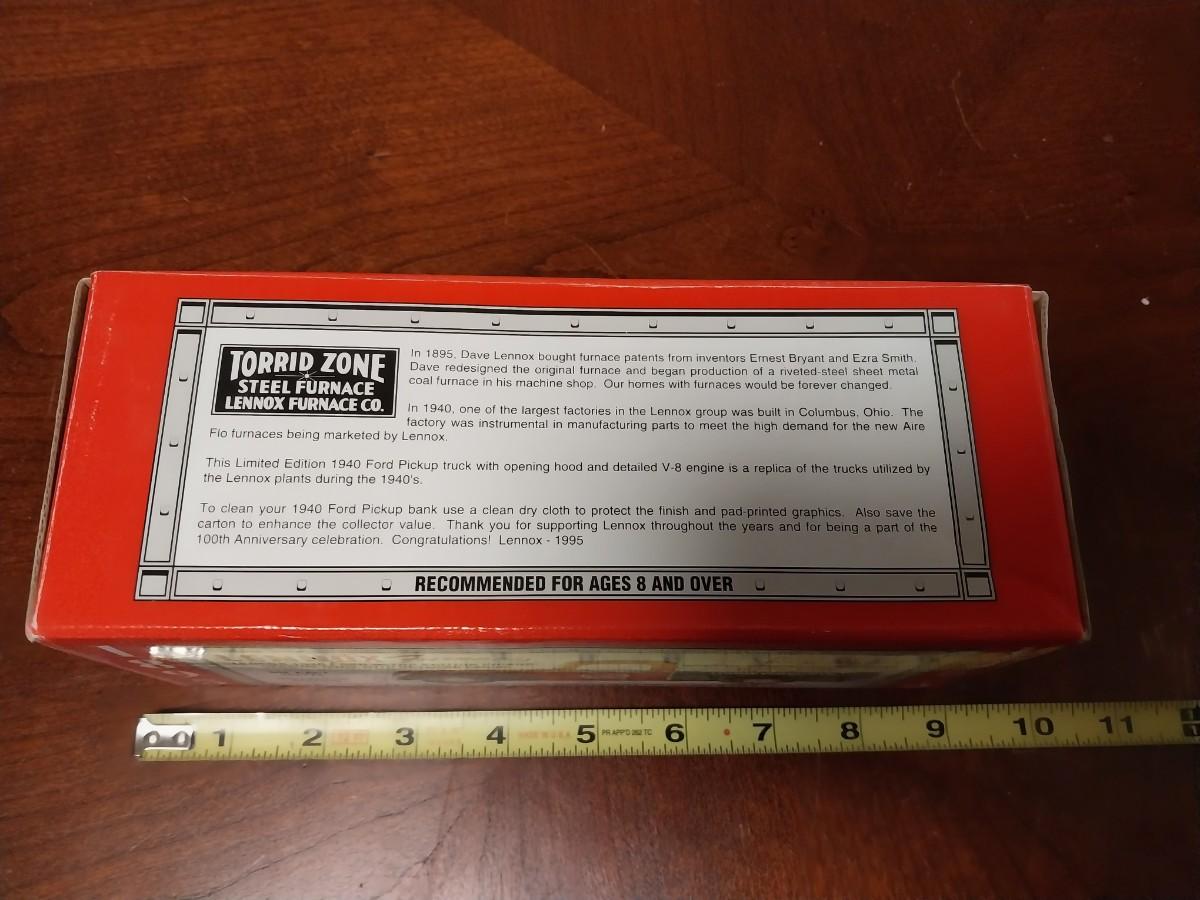 TORRID ZONE
STEEL FURNACE
LENNOX FURNACE CO.
In 1895, Dave Lennox bought furnace patents from inventors Ernest Bryant and Ezra Smith.
Dave redesigned the original furnace and began production of a riveted-steel sheet metal
coal furnace in his machine shop. Our homes with furnaces would be forever changed.
In 1940, one of the largest factories in the Lennox group was built in Columbus, Ohio. The
factory was instrumental in manufacturing parts to meet the high demand for the new Aire
Flo furnaces being marketed by Lennox.
This Limited Edition 1940 Ford Pickup truck with opening hood and detailed V-8 engine is a replica of the trucks utilized by
the Lennox plants during the 1940's.
To clean your 1940 Ford Pickup bank use a clean dry cloth to protect the finish and pad-printed graphics. Also save the
carton to enhance the collector value. Thank you for supporting Lennox throughout the years and for being a part of the
100th Anniversary celebration. Congratulations! Lennox - 1995
RECOMMENDED FOR AGES 8 AND OVER
1 2 3 4 5 6 7 8 9 10 11
MADE IN U.S.A.